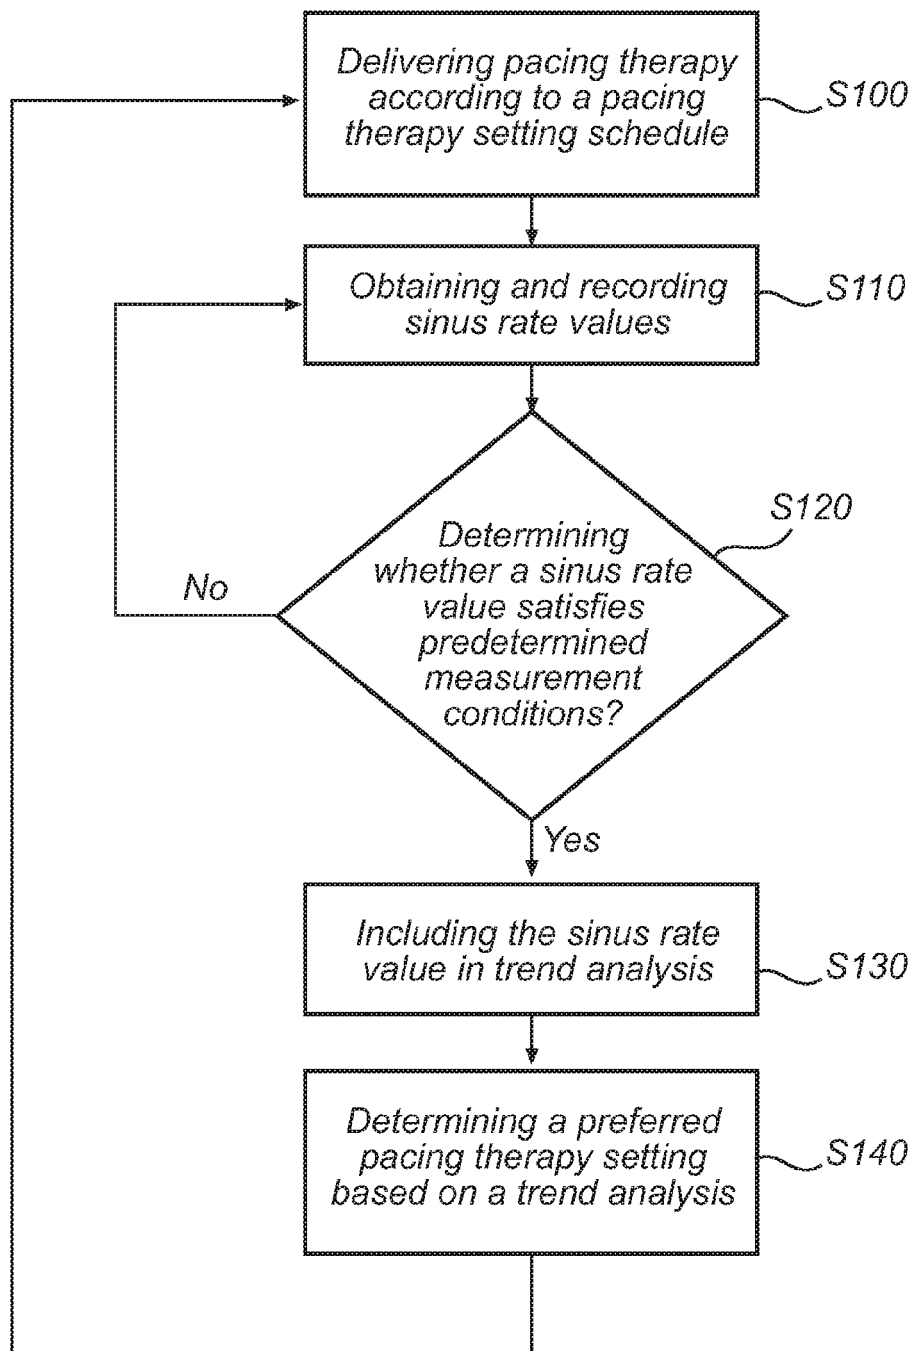 Delivering pacing therapy
according to a pacing
therapy setting schedule
S100
Obtaining and recording
sinus rate values
S110
Determining
whether a sinus rate
value satisfies
predetermined
measurement
conditions?
S120
No
Yes
Including the sinus rate
value in trend analysis
S130
Determining a preferred
pacing therapy setting
based on a trend analysis
S140